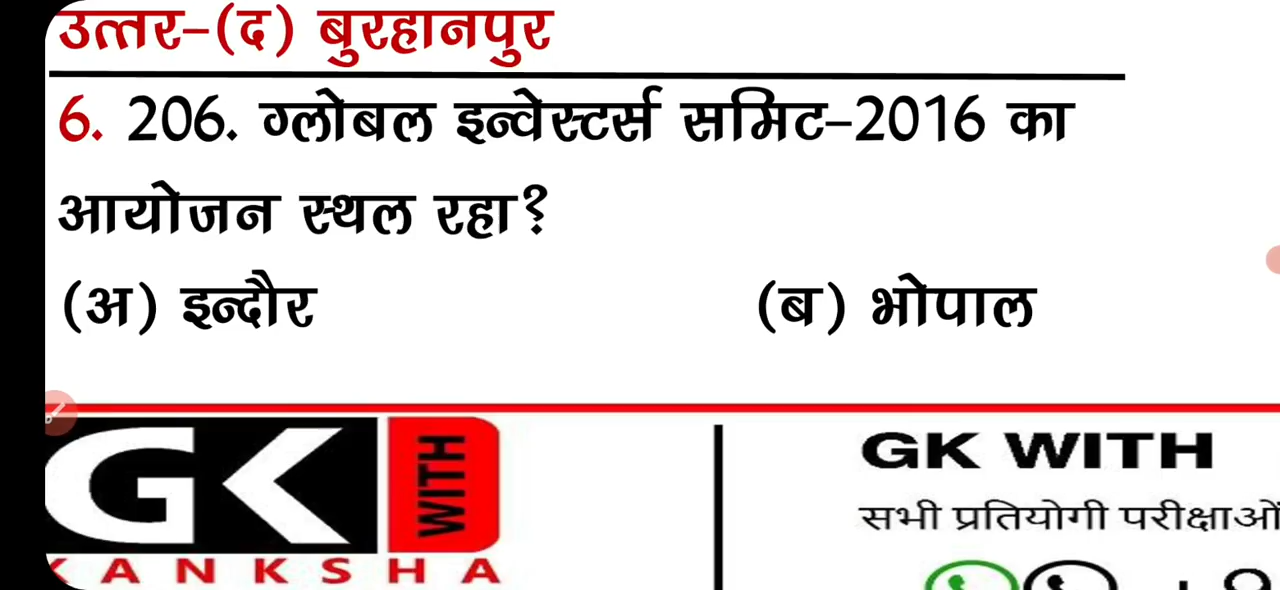 उत्तर-(द) बुरहानपुर
6. 206. ग्लोबल इन्वेस्टर्स समिट-2016 का
आयोजन स्थल रहा?
(अ) इन्दौर (ब) भोपाल
GK WITH
KANKSHA
GK WITH
सभी प्रतियोगी परीक्षाओं